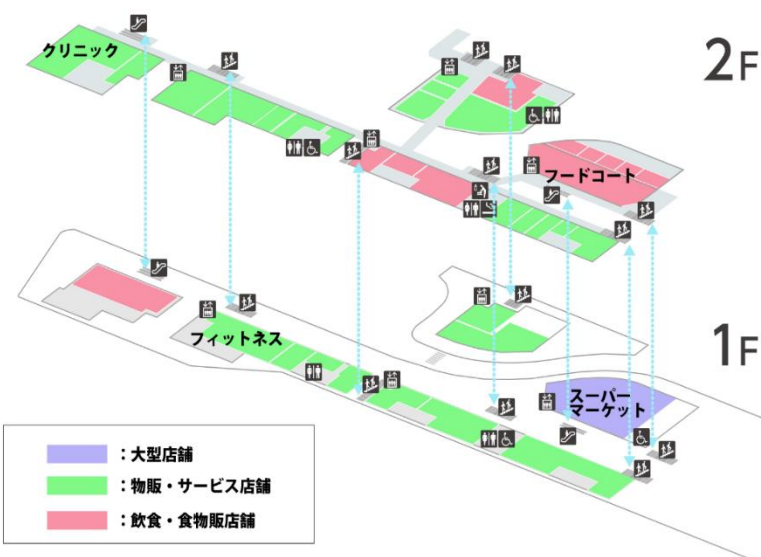 クリニック
2F
フードコート
1F
フィットネス
スーパー
マーケット
：大型店舗
：物販・サービス店舗
：飲食・食物販店舗